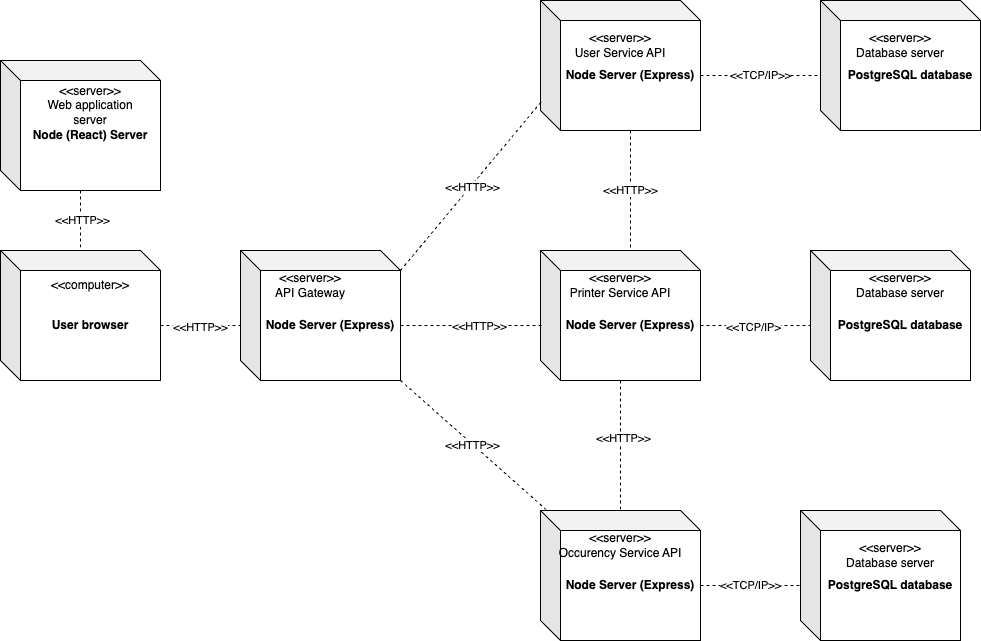 <<server>>
User Service API
Node Server (Express)
<<TCP/IP>>
<<server>>
Database server
PostgreSQL database
<<server>>
Web application
server
Node (React) Server
<<HTTP>>
<<HTTP>>
<<HTTP>>
<<computer>>
User browser
<<HTTP>>
<<server>>
API Gateway
Node Server (Express)
<<HTTP>>
<<server>>
Printer Service API
Node Server (Express)
<<TCP/IP>
<<server>>
Database server
PostgreSQL database
<<HTTP>>
<<HTTP>>
<<server>>
Occurency Service API
Node Server (Express)
<<TCP/IP>
<<server>>
Database server
PostgreSQL database